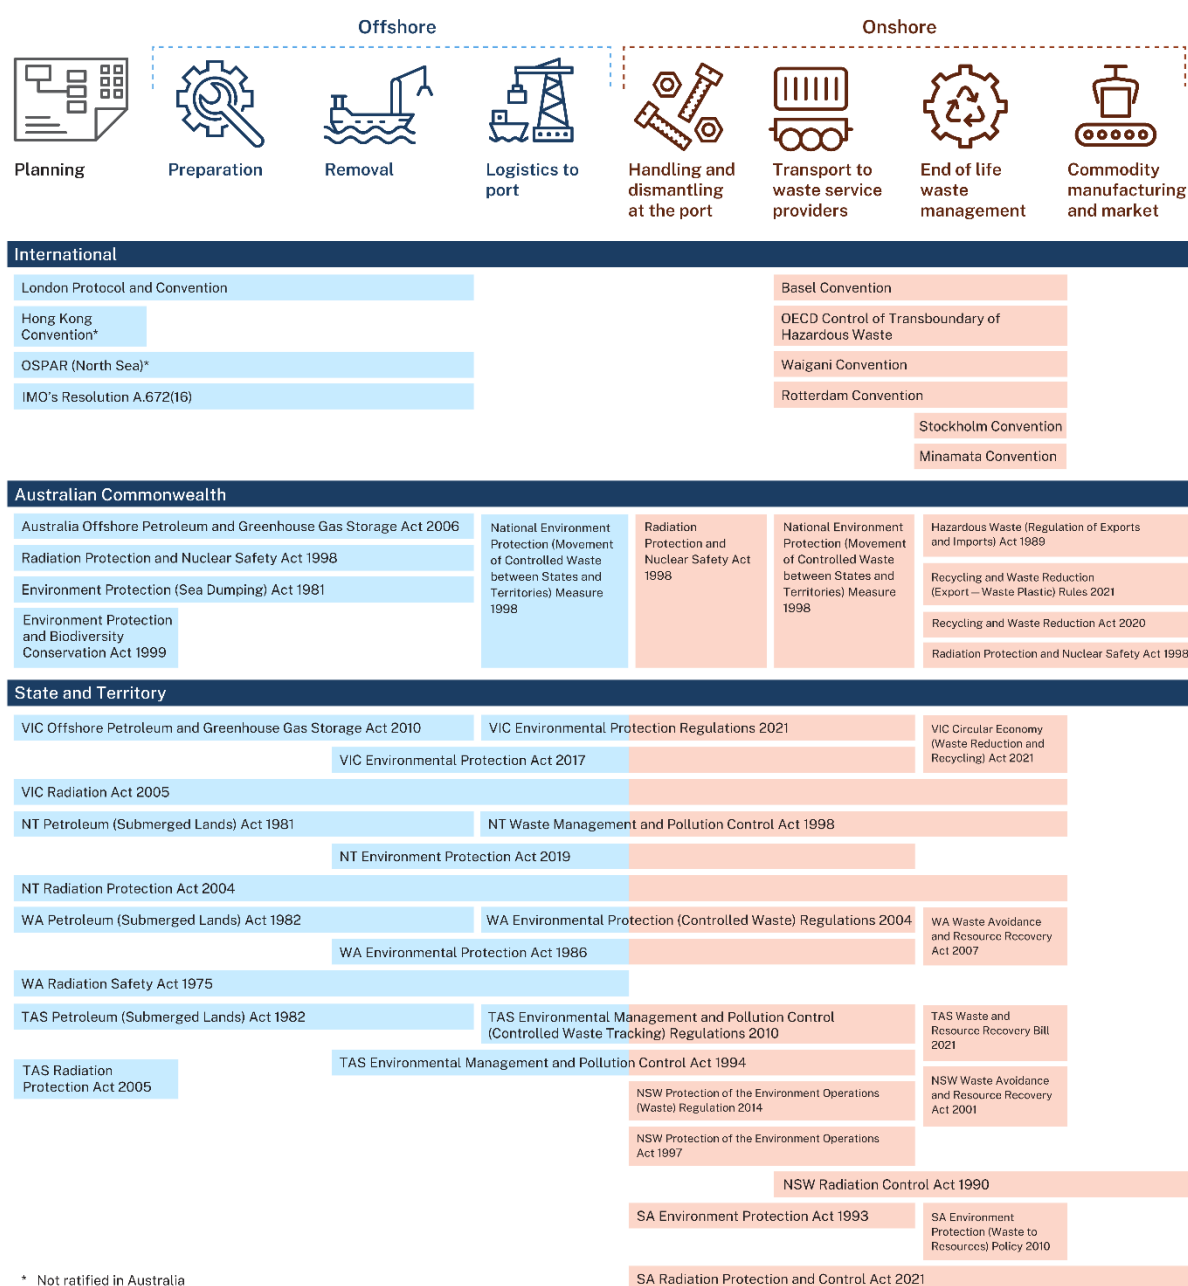 Offshore
Onshore
Planning
Preparation
Removal
Logistics to
port
Handling and
dismantling
at the port
Transport to
waste service
providers
End of life
waste
management
Commodity
manufacturing
and market
International
London Protocol and Convention
Hong Kong
Convention*
OSPAR (North Sea)*
IMO's Resolution A.672(16)
Basel Convention
OECD Control of Transboundary of
Hazardous Waste
Waigani Convention
Rotterdam Convention
Stockholm Convention
Minamata Convention
Australian Commonwealth
Australia Offshore Petroleum and Greenhouse Gas Storage Act 2006
Radiation Protection and Nuclear Safety Act 1998
Environment Protection (Sea Dumping) Act 1981
Environment Protection
and Biodiversity
Conservation Act 1999
National Environment
Protection (Movement
of Controlled Waste
between States and
Territories) Measure
1998
Radiation
Protection and
Nuclear Safety Act
1998
National Environment
Protection (Movement
of Controlled Waste
between States and
Territories) Measure
1998
Hazardous Waste (Regulation of Exports
and Imports) Act 1989
Recycling and Waste Reduction
(Export—Waste Plastic) Rules 2021
Recycling and Waste Reduction Act 2020
Radiation Protection and Nuclear Safety Act 1998
State and Territory
VIC Offshore Petroleum and Greenhouse Gas Storage Act 2010
VIC Environmental Protection Regulations 2021
VIC Circular Economy
(Waste Reduction and
Recycling) Act 2021
VIC Environmental Protection Act 2017
VIC Radiation Act 2005
NT Petroleum (Submerged Lands) Act 1981
NT Waste Management and Pollution Control Act 1998
NT Environment Protection Act 2019
NT Radiation Protection Act 2004
WA Petroleum (Submerged Lands) Act 1982
WA Environmental Protection (Controlled Waste) Regulations 2004
WA Waste Avoidance
and Resource Recovery
Act 2007
WA Environmental Protection Act 1986
WA Radiation Safety Act 1975
TAS Petroleum (Submerged Lands) Act 1982
TAS Environmental Management and Pollution Control
(Controlled Waste Tracking) Regulations 2010
TAS Waste and
Resource Recovery Bill
2021
TAS Environmental Management and Pollution Control Act 1994
TAS Radiation
Protection Act 2005
NSW Waste Avoidance
and Resource Recovery
Act 2001
NSW Protection of the Environment Operations
(Waste) Regulation 2014
NSW Protection of the Environment Operations
Act 1997
NSW Radiation Control Act 1990
SA Environment Protection Act 1993
SA Environment
Protection (Waste to
Resources) Policy 2010
SA Radiation Protection and Control Act 2021
* Not ratified in Australia